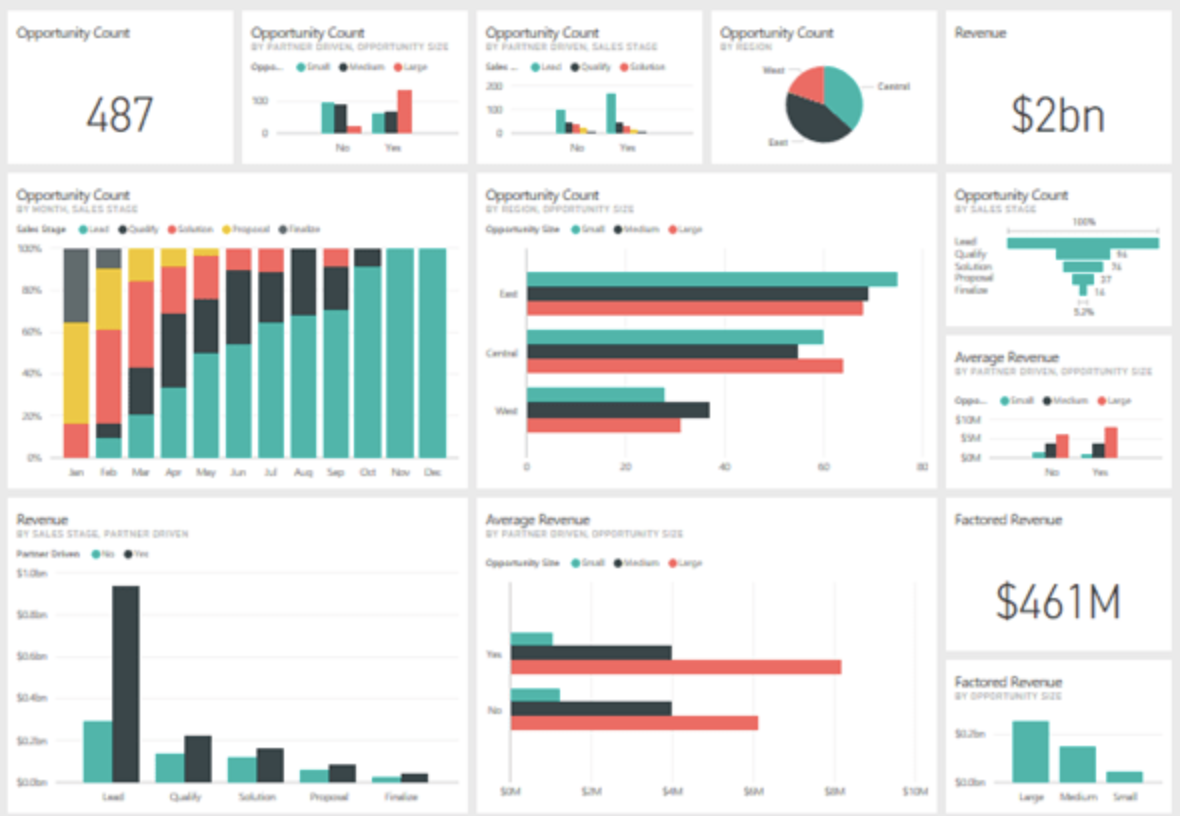 Opportunity Count
487
Opportunity Count
BY PARTNER DRIVEN, OPPORTUNITY SIZE
Oppo... Small Medium Large
100
0
No Yes
Opportunity Count
BY PARTNER DRIVEN, SALES STAGE
Sales ... Lead Qualify Solution
200
100
0
No Yes
Opportunity Count
BY REGION
West
Central
East
Revenue
$2bn
Opportunity Count
BY MONTH, SALES STAGE
Sales Stage Lead Qualify Solution Proposal Finalize
100%
80%
60%
40%
20%
0%
Jan Feb Mar Apr May Jun Jul Aug Sep Oct Nov Dec
Opportunity Count
BY REGION, OPPORTUNITY SIZE
Opportunity Size Small Medium Large
East
Central
West
0 20 40 60 80
Opportunity Count
BY SALES STAGE
100%
Lead
Qualify 94
Solution 74
Proposal 37
Finalize 14
5.2%
Average Revenue
BY PARTNER DRIVEN, OPPORTUNITY SIZE
Oppo... Small Medium Large
$10M
$5M
$0M
No Yes
Revenue
BY SALES STAGE, PARTNER DRIVEN
Partner Driven No Yes
$1.0bn
$0.8bn
$0.6bn
$0.4bn
$0.2bn
$0.0bn
Lead Qualify Solution Proposal Finalize
Average Revenue
BY PARTNER DRIVEN, OPPORTUNITY SIZE
Opportunity Size Small Medium Large
Yes
No
$0M $2M $4M $6M $8M $10M
Factored Revenue
$461M
Factored Revenue
BY OPPORTUNITY SIZE
$0.2bn
$0.0bn
Large Medium Small